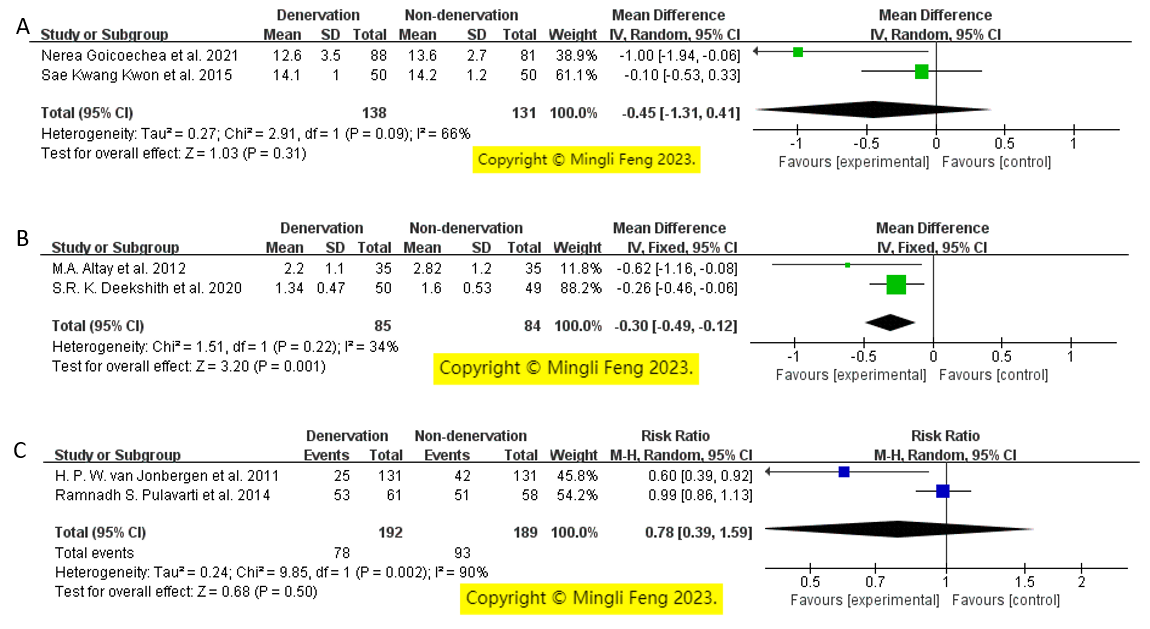 A
Denervation Non-denervation Mean Difference Mean Difference
Study or Subgroup Mean SD Total Mean SD Total Weight IV, Random, 95% CI IV, Random, 95% CI
Nerea Goicoechea et al. 2021 12.6 3.5 88 13.6 2.7 81 38.9% -1.00 [-1.94, -0.06]
Sae Kwang Kwon et al. 2015 14.1 1 50 14.2 1.2 50 61.1% -0.10 [-0.53, 0.33]
Total (95% CI) 138 131 100.0% -0.45 [-1.31, 0.41]
Heterogeneity: Tau² = 0.27; Chi² = 2.91, df = 1 (P = 0.09); I² = 66%
Test for overall effect: Z = 1.03 (P = 0.31)
-1 -0.5 0 0.5 1
Favours [experimental] Favours [control]
Copyright © Mingli Feng 2023.
B
Denervation Non-denervation Mean Difference Mean Difference
Study or Subgroup Mean SD Total Mean SD Total Weight IV, Fixed, 95% CI IV, Fixed, 95% CI
M.A. Altay et al. 2012 2.2 1.1 35 2.82 1.2 35 11.8% -0.62 [-1.16, -0.08]
S.R. K. Deekshith et al. 2020 1.34 0.47 50 1.6 0.53 49 88.2% -0.26 [-0.46, -0.06]
Total (95% CI) 85 84 100.0% -0.30 [-0.49, -0.12]
Heterogeneity: Chi² = 1.51, df = 1 (P = 0.22); I² = 34%
Test for overall effect: Z = 3.20 (P = 0.001)
-1 -0.5 0 0.5 1
Favours [experimental] Favours [control]
Copyright © Mingli Feng 2023.
C
Denervation Non-denervation Risk Ratio Risk Ratio
Study or Subgroup Events Total Events Total Weight M-H, Random, 95% CI M-H, Random, 95% CI
H. P. W. van Jonbergen et al. 2011 25 131 42 131 45.8% 0.60 [0.39, 0.92]
Ramnadh S. Pulavarti et al. 2014 53 61 51 58 54.2% 0.99 [0.86, 1.13]
Total (95% CI) 192 189 100.0% 0.78 [0.39, 1.59]
Total events 78 93
Heterogeneity: Tau² = 0.24; Chi² = 9.85, df = 1 (P = 0.002); I² = 90%
Test for overall effect: Z = 0.68 (P = 0.50)
0.5 0.7 1 1.5 2
Favours [experimental] Favours [control]
Copyright © Mingli Feng 2023.